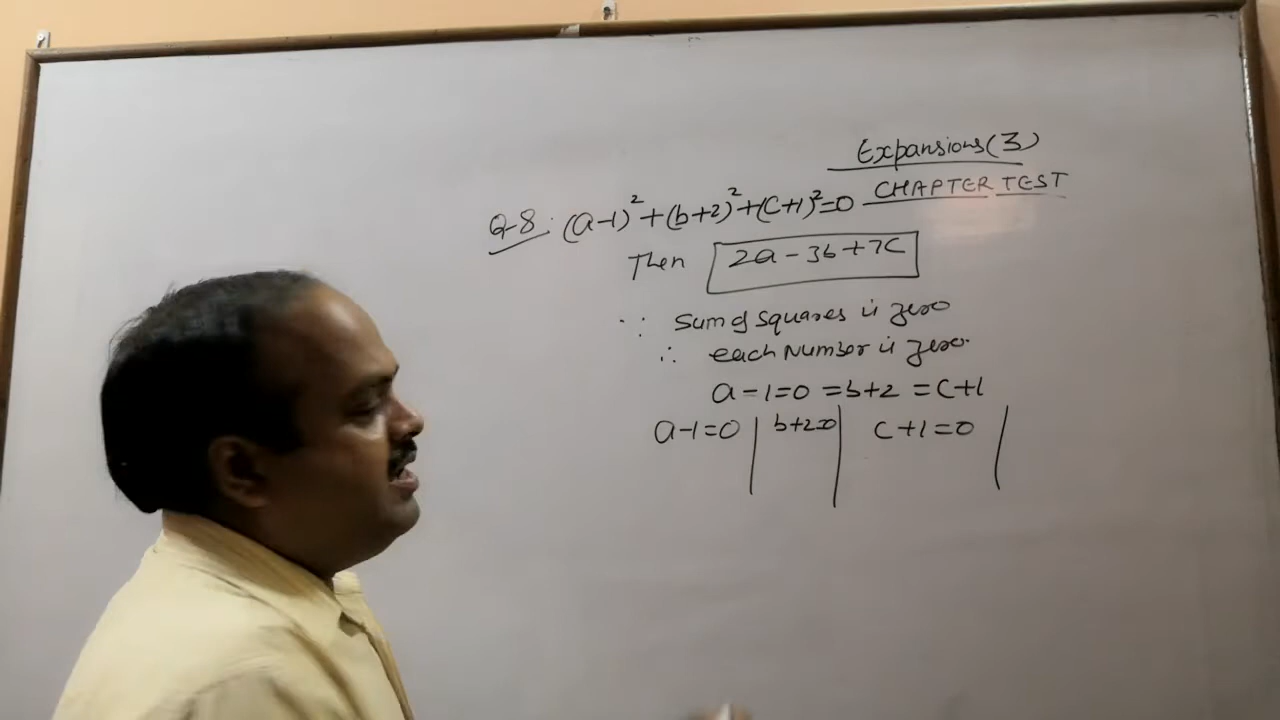 Expansions(3)
CHAPTER TEST
Q-8: (a-1)²+(b+2)²+(c+1)²=0
Then 2a-3b+7c
∵ sum of squares is zero
∴ each Number is zero.
a-1=0=b+2=c+1
a-1=0 | b+2=0 | c+1=0 |